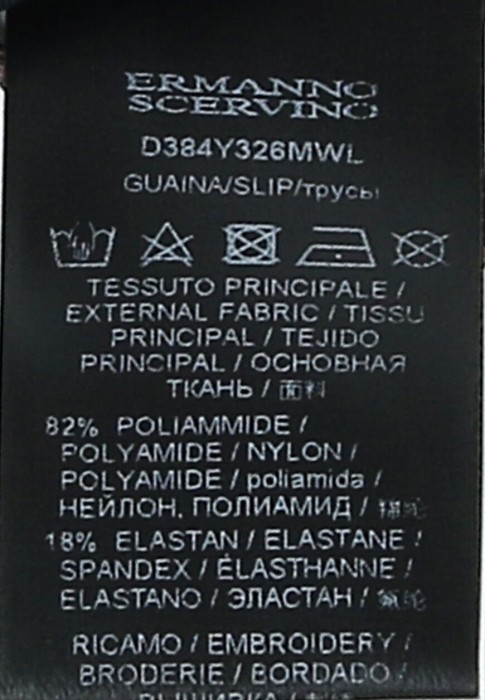 ERMANNO
SCERVINO
D384Y326MWL
GUAINA/SLIP/трусы
TESSUTO PRINCIPALE /
EXTERNAL FABRIC / TISSU
PRINCIPAL / TEJIDO
PRINCIPAL / ОСНОВНАЯ
ТКАНЬ / 面料
82% POLIAMMIDE /
POLYAMIDE / NYLON /
POLYAMIDE / poliamida /
НЕЙЛОН, ПОЛИАМИД /
18% ELASTAN / ELASTANE /
SPANDEX / ÉLASTHANNE /
ELASTANO / ЭЛАСТАН /
RICAMO / EMBROIDERY /
BRODERIE / BORDADO /
ВЫШИВКА /